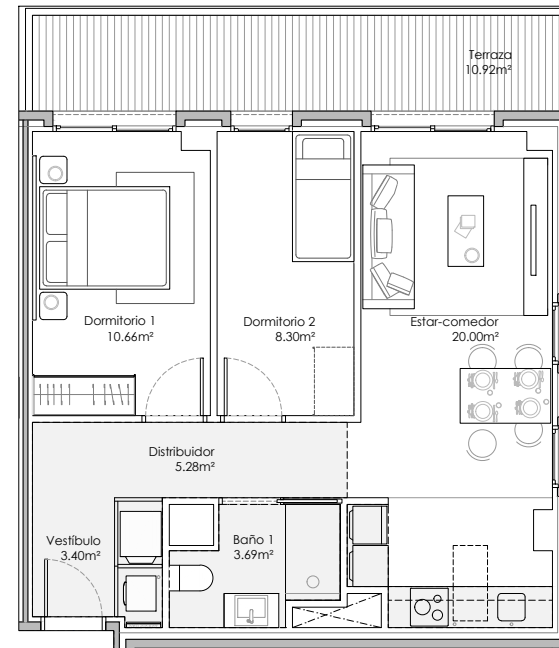 Terraza
10.92m²
Dormitorio 1
10.66m²
Dormitorio 2
8.30m²
Estar-comedor
20.00m²
Distribuidor
5.28m²
Vestíbulo
3.40m²
Baño 1
3.69m²